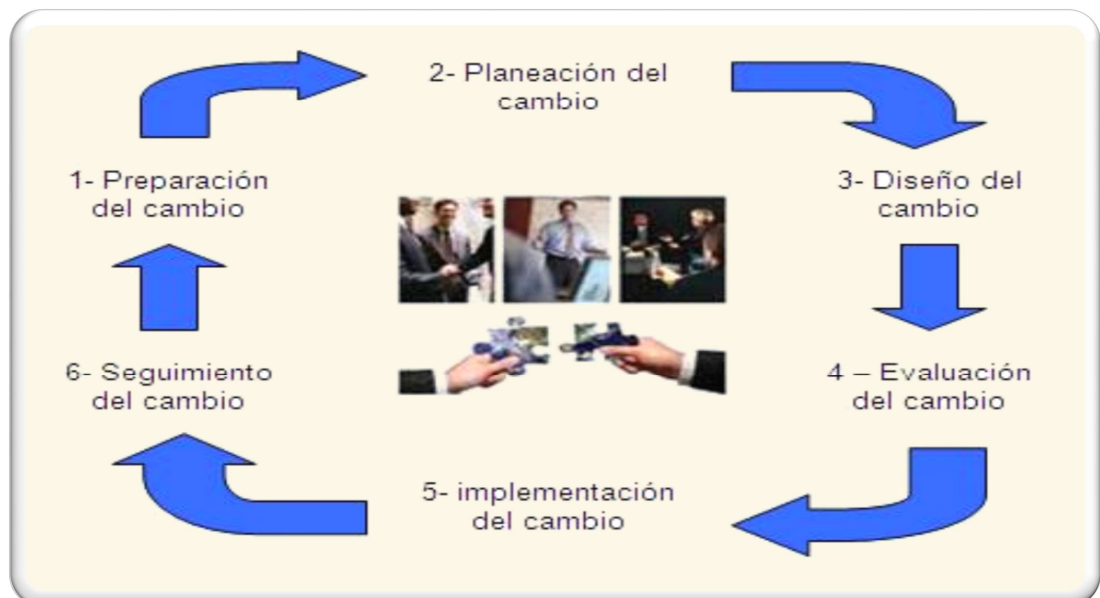 1- Preparación
del cambio
2- Planeación del
cambio
3- Diseño del
cambio
4 – Evaluación
del cambio
5- implementación
del cambio
6- Seguimiento
del cambio